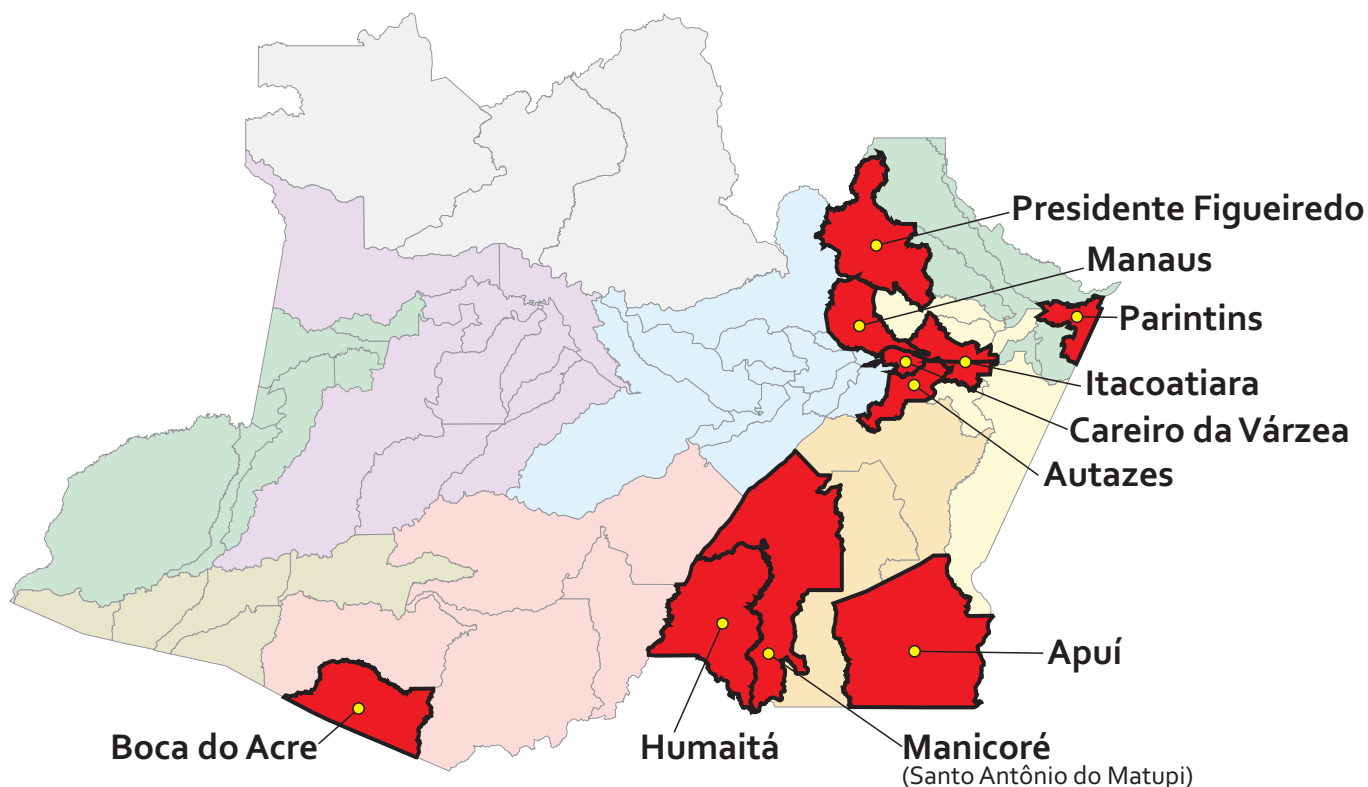 Presidente Figueiredo
Manaus
Parintins
Itacoatiara
Careiro da Várzea
Autazes
Apuí
Boca do Acre
Humaitá
Manicoré
(Santo Antônio do Matupi)